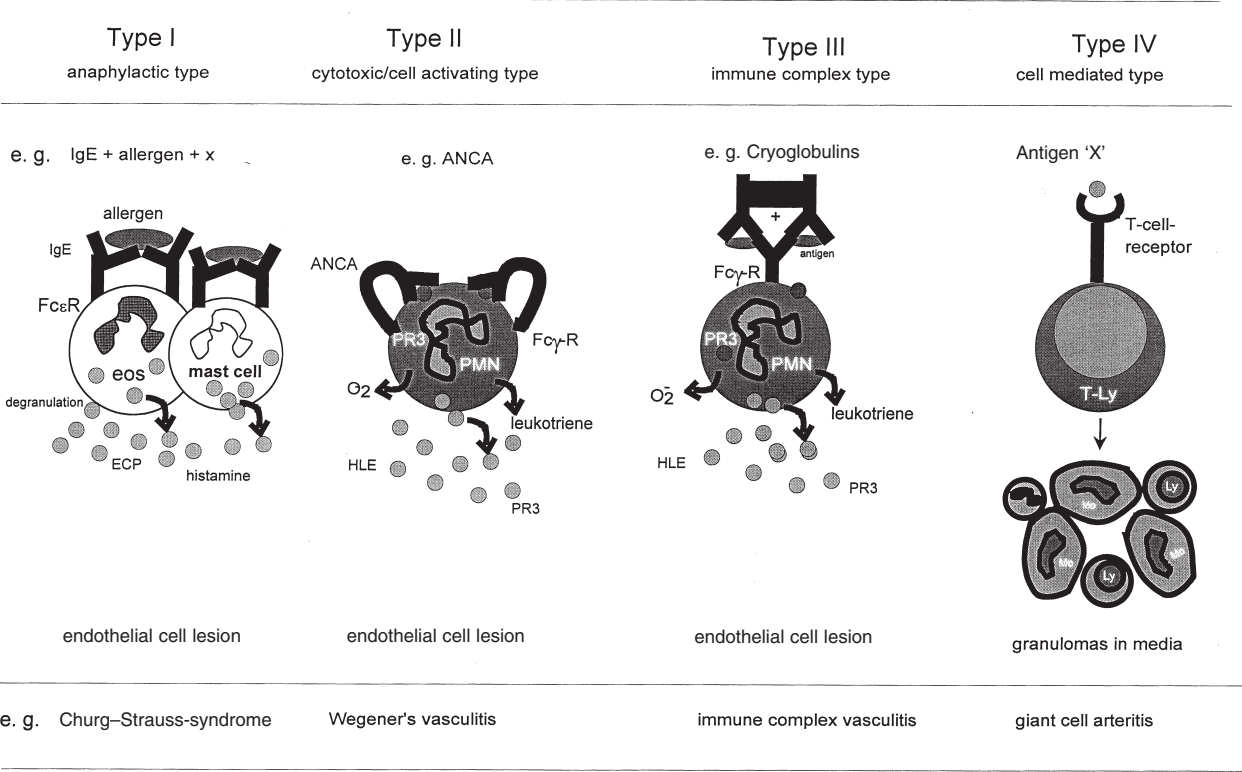 Type I
anaphylactic type
Type II
cytotoxic/cell activating type
Type III
immune complex type
Type IV
cell mediated type
e. g. IgE + allergen + x
e. g. ANCA
e. g. Cryoglobulins
Antigen ‘X’
allergen
IgE
FcεR
eos
mast cell
degranulation
ECP
histamine
ANCA
Fcγ-R
PR3
PMN
O2
leukotriene
HLE
PR3
+
antigen
Fcγ-R
PR3
PMN
O2-
leukotriene
HLE
PR3
T-cell-
receptor
T-Ly
Mo
Ly
Mo
Mo
Ly
endothelial cell lesion
endothelial cell lesion
endothelial cell lesion
granulomas in media
e. g. Churg–Strauss-syndrome
Wegener's vasculitis
immune complex vasculitis
giant cell arteritis